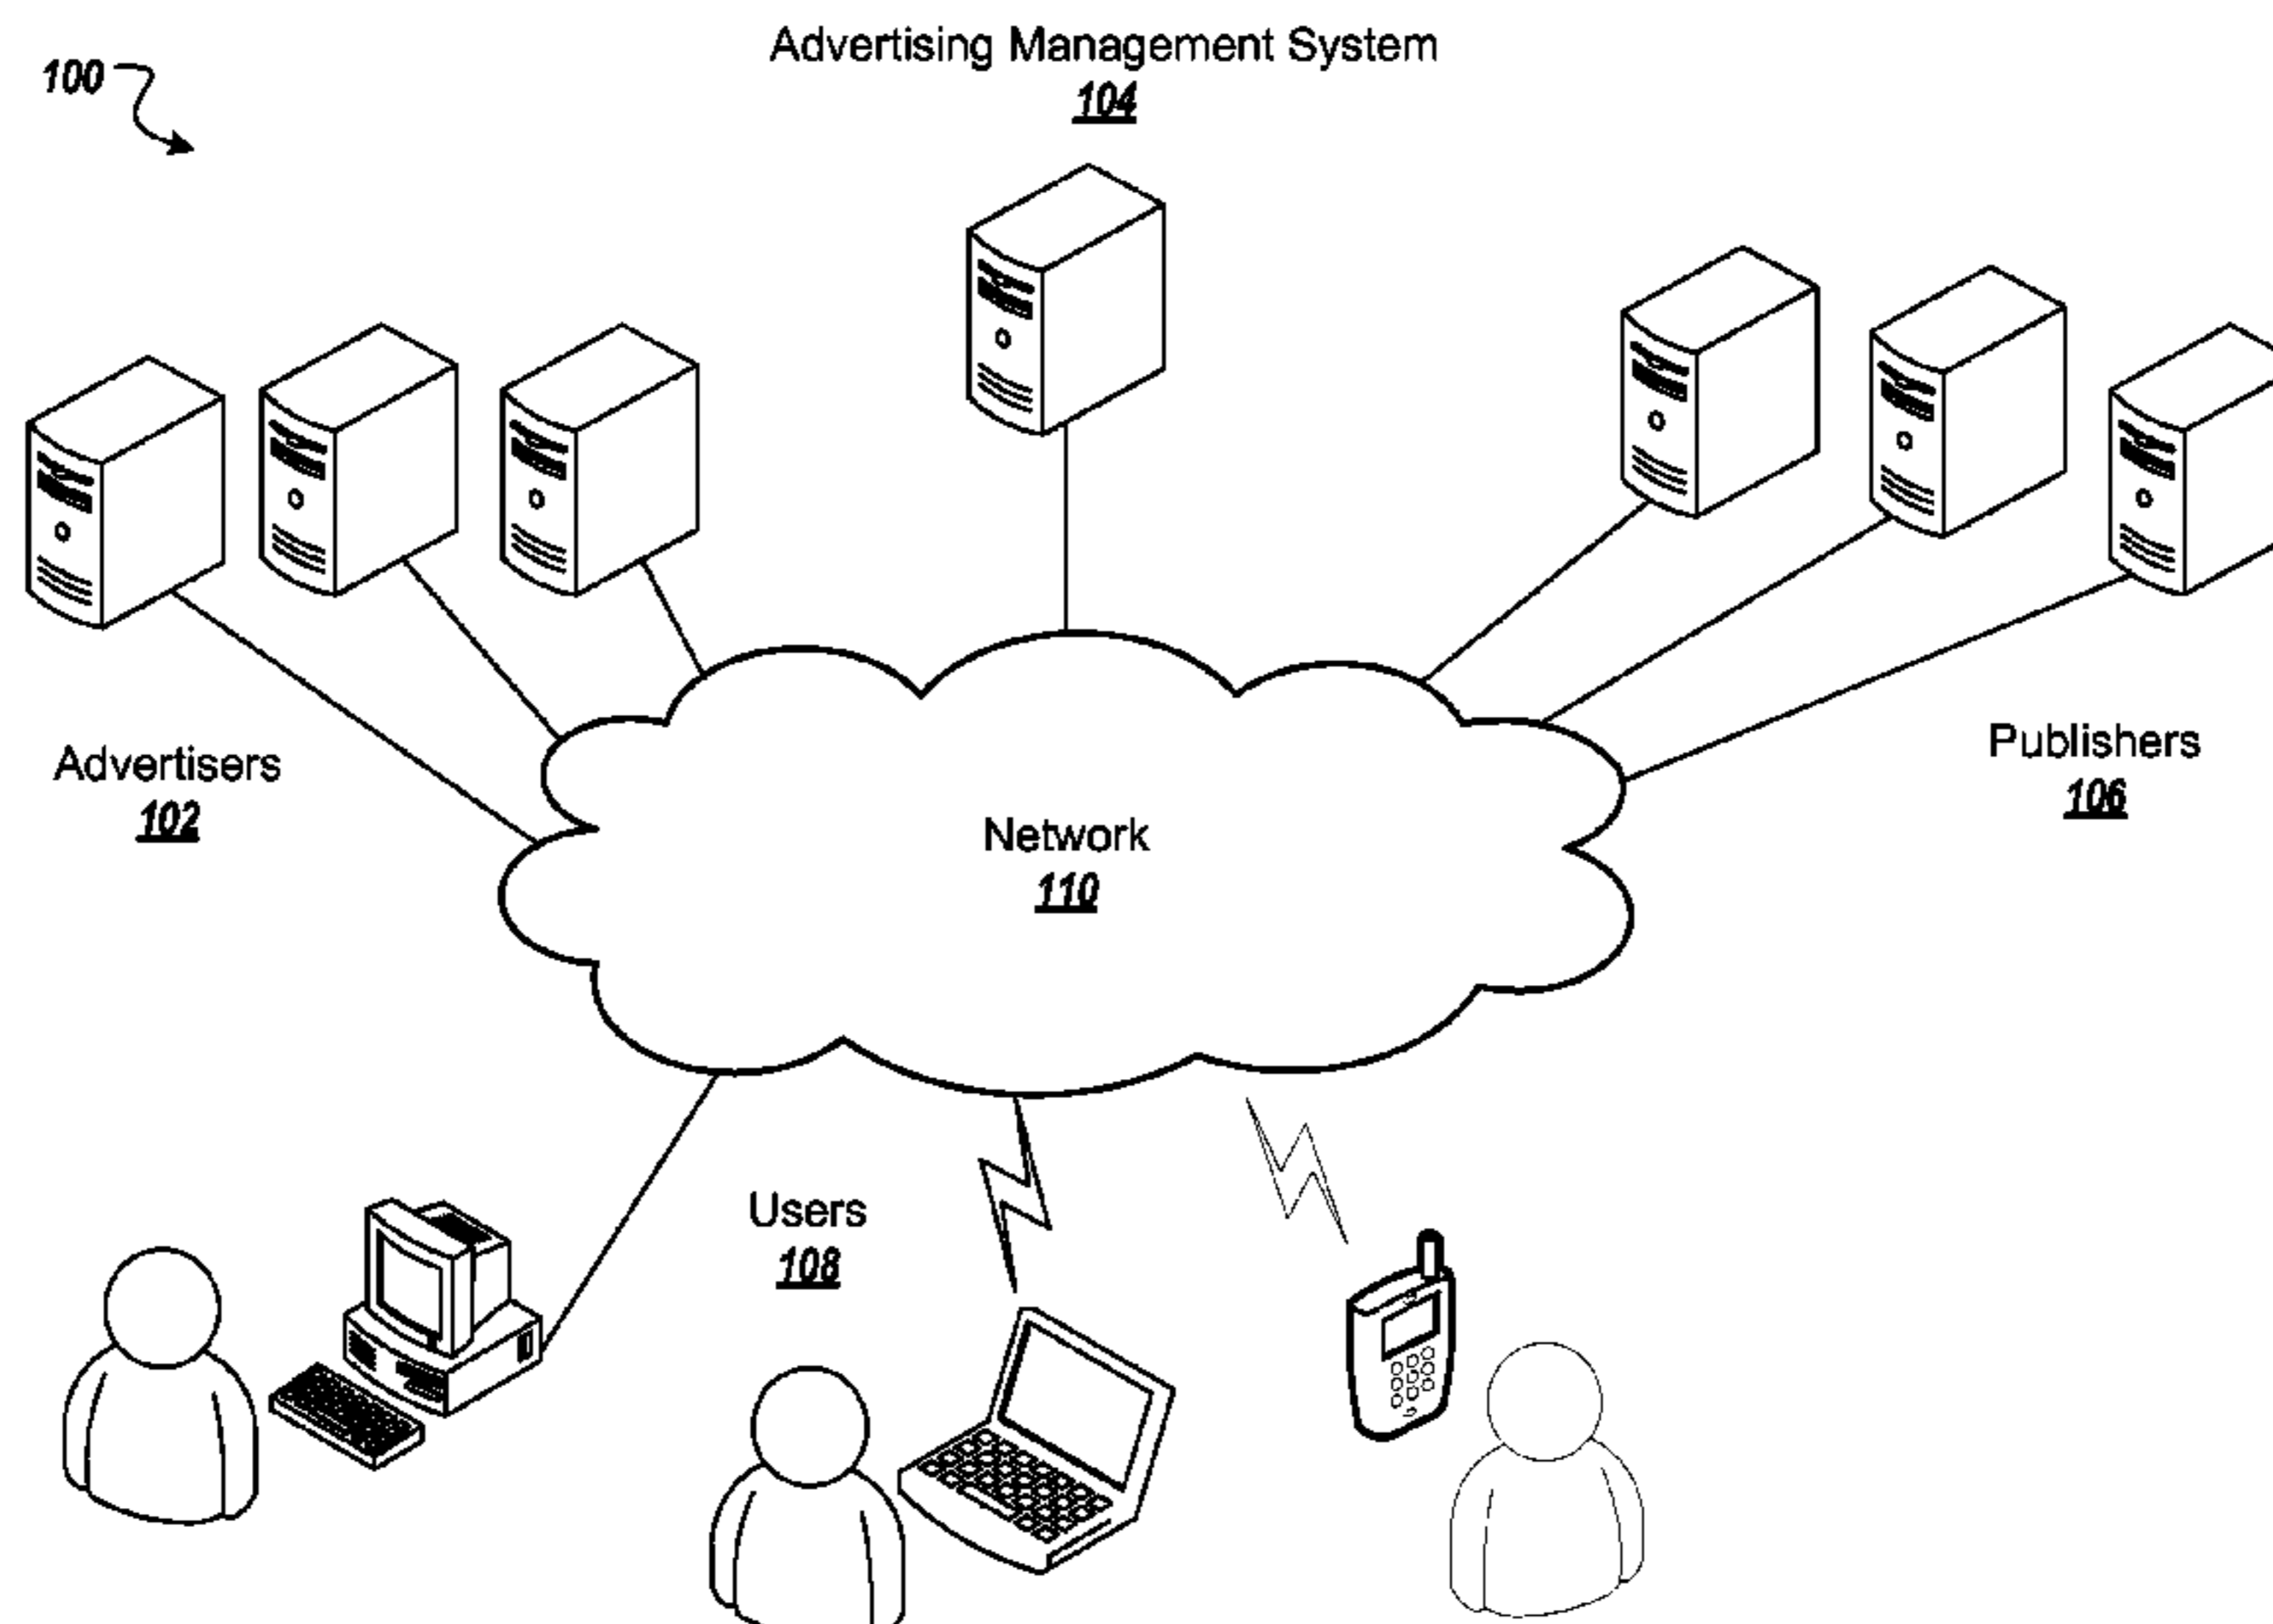 100
Advertising Management System
104
Advertisers
102
Publishers
106
Network
110
Users
108